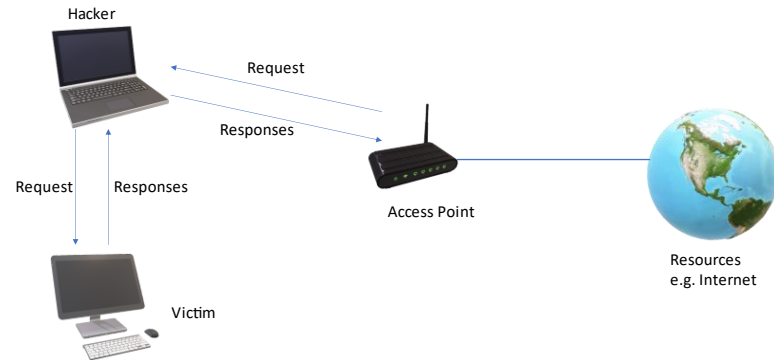 Hacker
Request
Responses
Request
Responses
Access Point
Resources
e.g. Internet
Victim